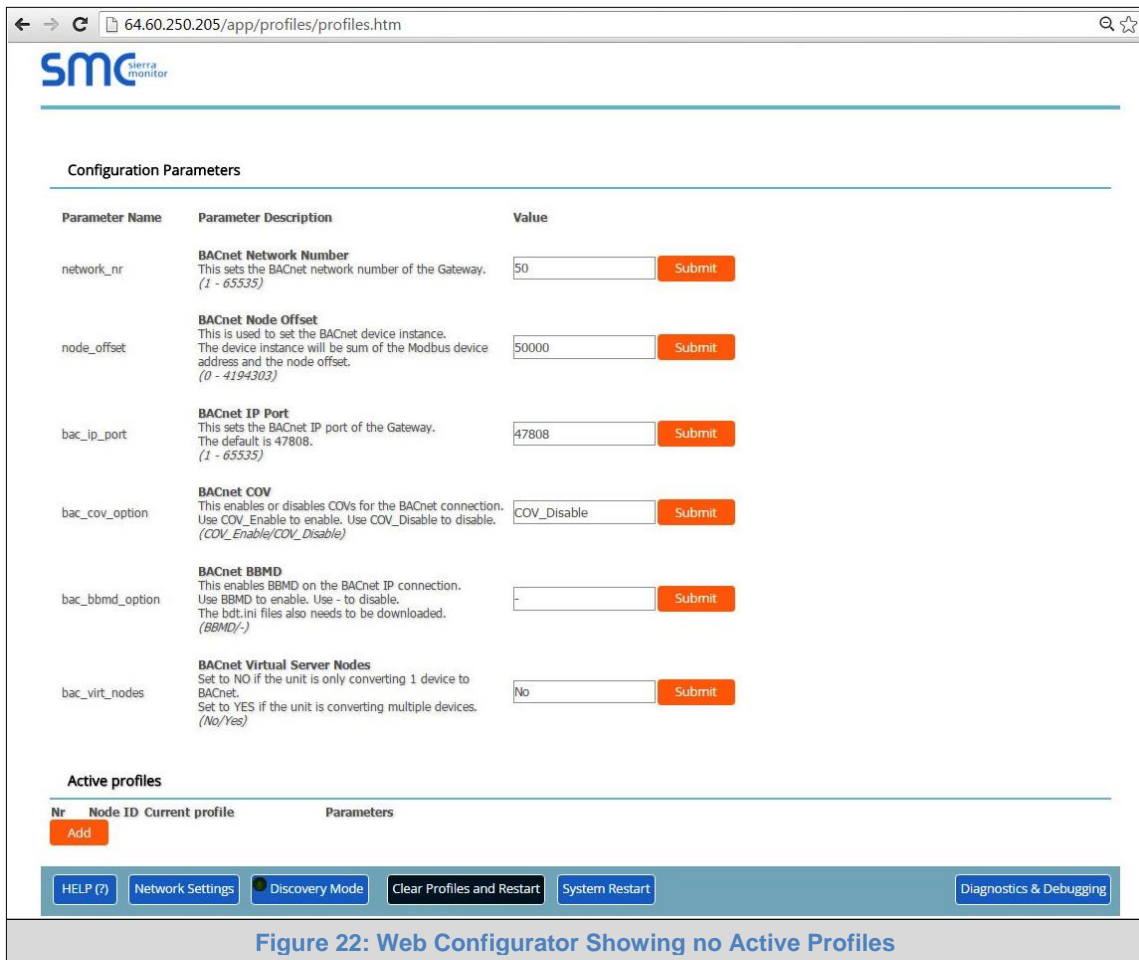 64.60.250.205/app/profiles/profiles.htm
smc sierra monitor
Configuration Parameters
Parameter Name Parameter Description Value
network_nr
BACnet Network Number
This sets the BACnet network number of the Gateway.
(1 - 65535)
50 Submit
node_offset
BACnet Node Offset
This is used to set the BACnet device instance.
The device instance will be sum of the Modbus device
address and the node offset.
(0 - 4194303)
50000 Submit
bac_ip_port
BACnet IP Port
This sets the BACnet IP port of the Gateway.
The default is 47808.
(1 - 65535)
47808 Submit
bac_cov_option
BACnet COV
This enables or disables COVs for the BACnet connection.
Use COV_Enable to enable. Use COV_Disable to disable.
(COV_Enable/COV_Disable)
COV_Disable Submit
bac_bbmd_option
BACnet BBMD
This enables BBMD on the BACnet IP connection.
Use BBMD to enable. Use - to disable.
The bdt.ini files also needs to be downloaded.
(BBMD/-)
- Submit
bac_virt_nodes
BACnet Virtual Server Nodes
Set to NO if the unit is only converting 1 device to
BACnet.
Set to YES if the unit is converting multiple devices.
(No/Yes)
No Submit
Active profiles
Nr Node ID Current profile Parameters
Add
HELP (?) Network Settings Discovery Mode Clear Profiles and Restart System Restart Diagnostics & Debugging
Figure 22: Web Configurator Showing no Active Profiles